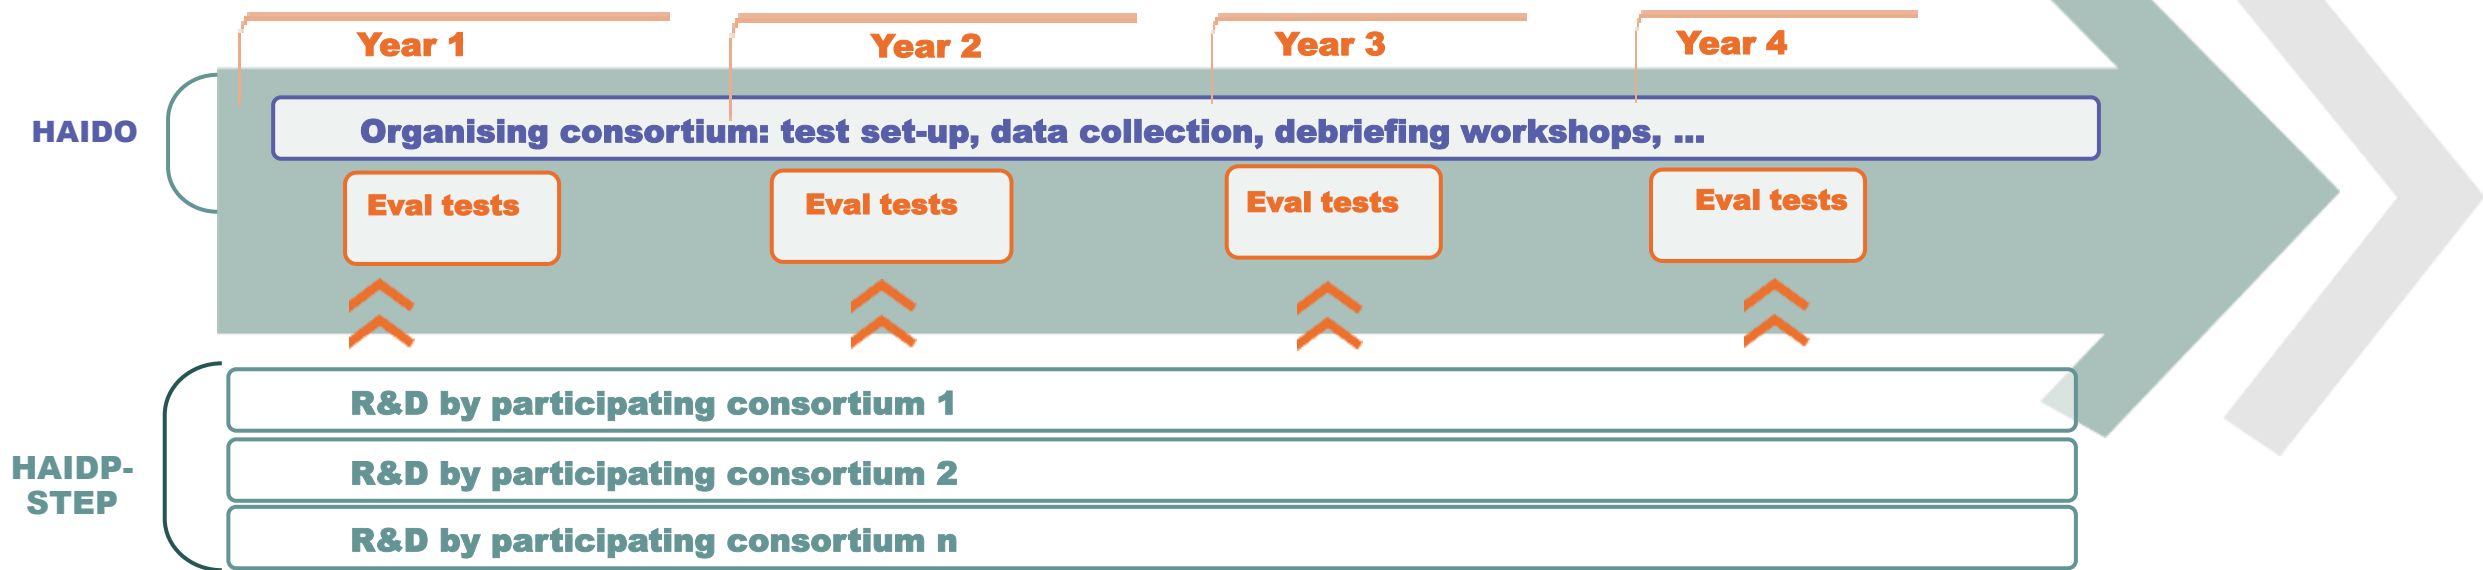 Year 1
Year 2
Year 3
Year 4
HAIDO
Organising consortium: test set-up, data collection, debriefing workshops, ...
Eval tests
Eval tests
Eval tests
Eval tests
R&D by participating consortium 1
HAIDP-
STEP
R&D by participating consortium 2
R&D by participating consortium n